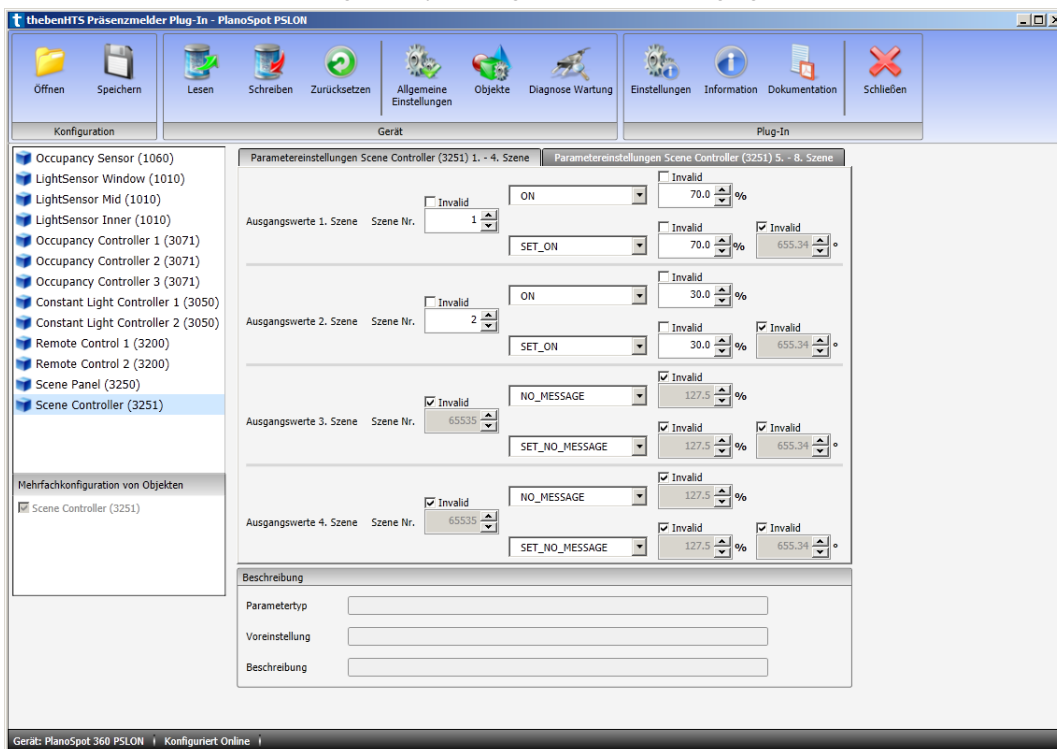 thebenHTS Präsenzmelder Plug-In - PlanoSpot PSLON
Öffnen Speichern Lesen Schreiben Zurücksetzen Allgemeine Einstellungen Objekte Diagnose Wartung Einstellungen Information Dokumentation Schließen
Konfiguration Gerät Plug-In
Occupancy Sensor (1060)
LightSensor Window (1010)
LightSensor Mid (1010)
LightSensor Inner (1010)
Occupancy Controller 1 (3071)
Occupancy Controller 2 (3071)
Occupancy Controller 3 (3071)
Constant Light Controller 1 (3050)
Constant Light Controller 2 (3050)
Remote Control 1 (3200)
Remote Control 2 (3200)
Scene Panel (3250)
Scene Controller (3251)
Mehrfachkonfiguration von Objekten
Scene Controller (3251)
Parametereinstellungen Scene Controller (3251) 1. - 4. Szene Parametereinstellungen Scene Controller (3251) 5. - 8. Szene
Invalid
Invalid ON 70.0 %
Ausgangswerte 1. Szene Szene Nr. 1
Invalid Invalid
SET_ON 70.0 % 655.34 °
Invalid
Invalid ON 30.0 %
Ausgangswerte 2. Szene Szene Nr. 2
Invalid Invalid
SET_ON 30.0 % 655.34 °
Invalid
Invalid NO_MESSAGE 127.5 %
Ausgangswerte 3. Szene Szene Nr. 65535
Invalid Invalid
SET_NO_MESSAGE 127.5 % 655.34 °
Invalid
Invalid NO_MESSAGE 127.5 %
Ausgangswerte 4. Szene Szene Nr. 65535
Invalid Invalid
SET_NO_MESSAGE 127.5 % 655.34 °
Beschreibung
Parametertyp
Voreinstellung
Beschreibung
Gerät: PlanoSpot 360 PSLON Konfiguriert Online